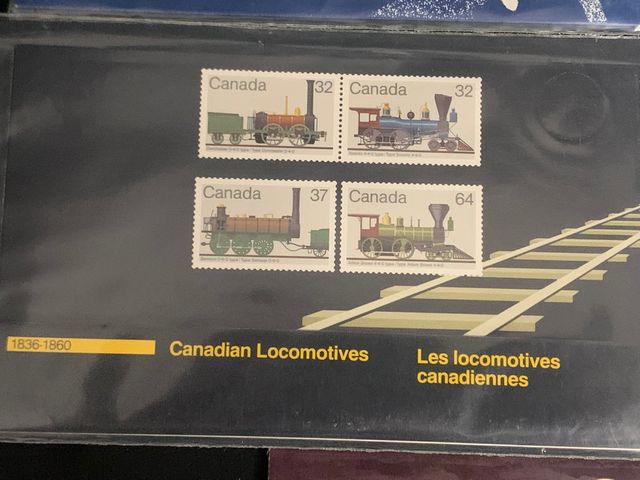 Canada 32
Canada 32
Canada 37
Canada 64
1836-1860
Canadian Locomotives
Les locomotives
canadiennes